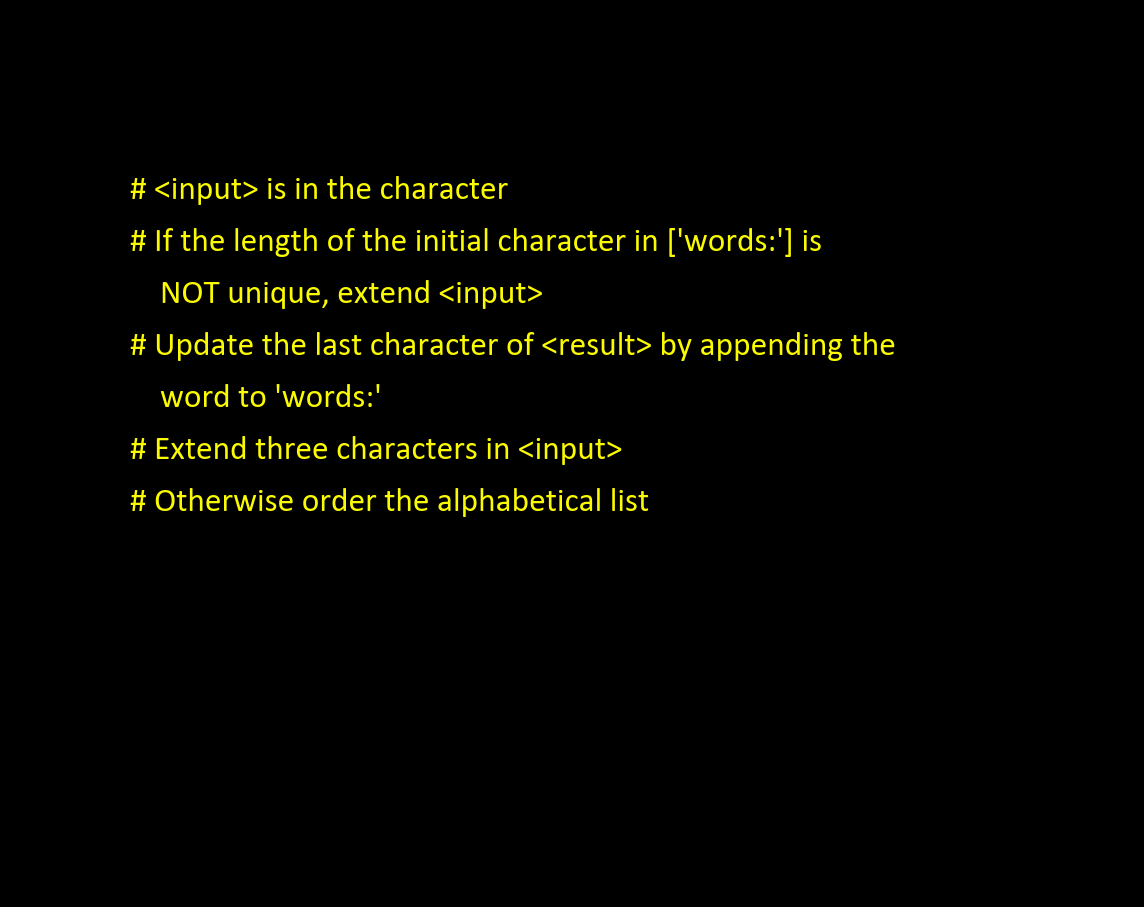 # <input> is in the character
# If the length of the initial character in ['words:'] is
NOT unique, extend <input>
# Update the last character of <result> by appending the
word to 'words:'
# Extend three characters in <input>
# Otherwise order the alphabetical list